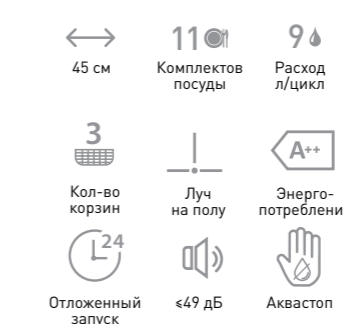 11 9
45 см Комплектов Расход
посуды л/цикл
3 A++
Кол-во Луч Энерго-
корзин на полу потреблени
24
Отложенный ≤49 дБ Аквастоп
запуск